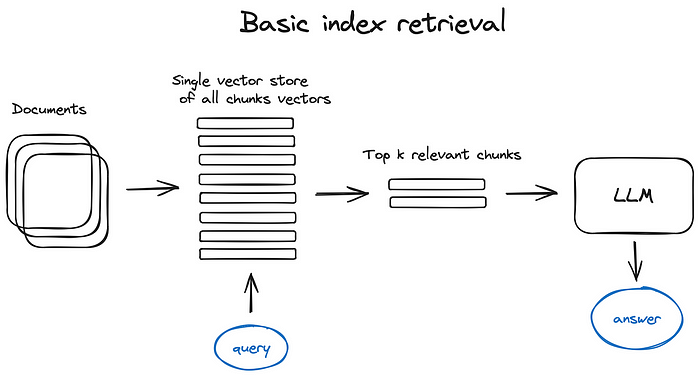 Basic index retrieval
Single vector store
of all chunks vectors
Documents
Top k relevant chunks
LLM
query
answer